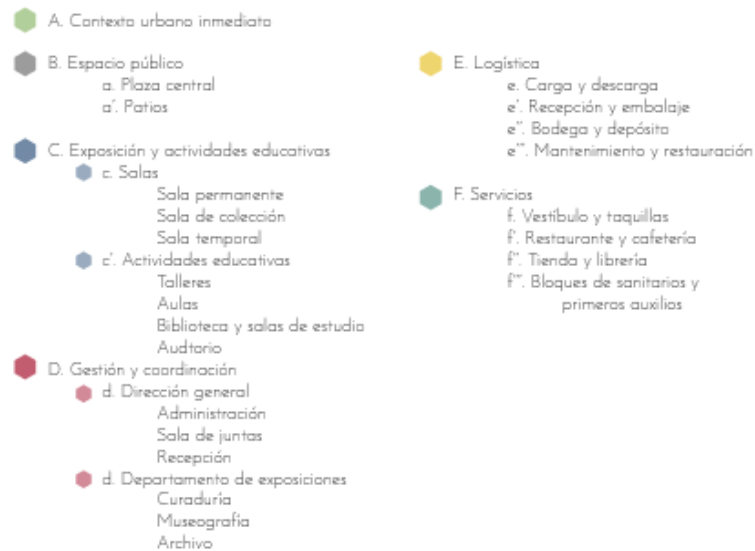 A. Contexto urbano inmediato
B. Espacio público
a. Plaza central
a'. Patios
C. Exposición y actividades educativas
c. Salas
Sala permanente
Sala de colección
Sala temporal
c'. Actividades educativas
Talleres
Aulas
Biblioteca y salas de estudio
Audtorio
D. Gestión y coordinación
d. Dirección general
Administración
Sala de juntas
Recepción
d. Departamento de exposiciones
Curaduría
Museografía
Archivo
E. Logística
e. Carga y descarga
e'. Recepción y embalaje
e''. Bodega y depósito
e'''. Mantenimiento y restauración
F. Servicios
f. Vestíbulo y taquillas
f'. Restaurante y cafetería
f''. Tienda y librería
f'''. Bloques de sanitarios y
primeros auxilios